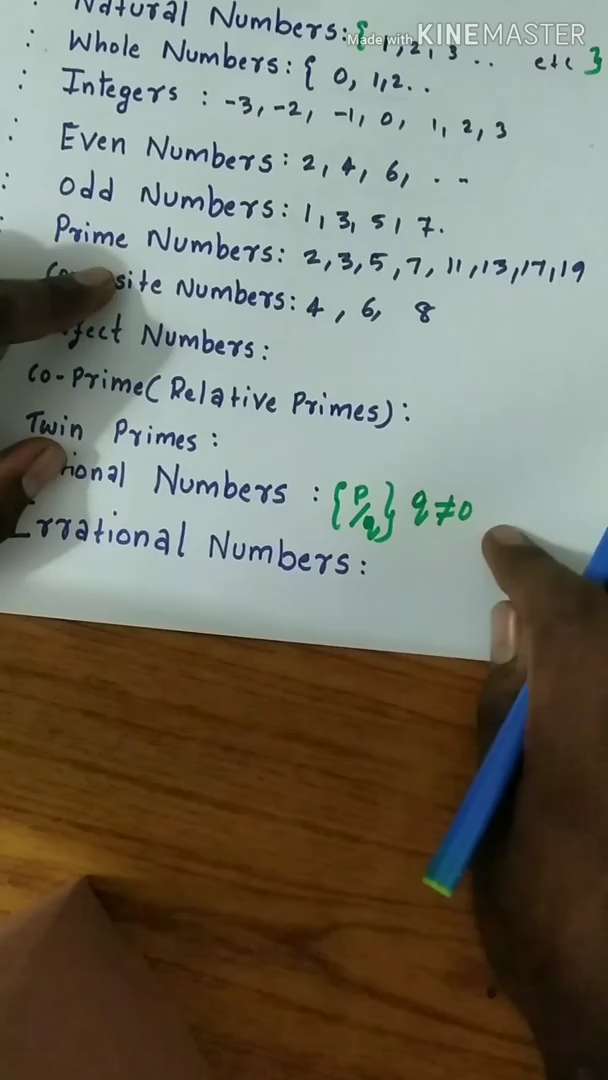 Natural Numbers: { 1, 2, 3 .. etc }
Made with KINEMASTER
: Whole Numbers: { 0, 1, 2..
: Integers : -3, -2, -1, 0, 1, 2, 3
: Even Numbers: 2, 4, 6, . -
: Odd Numbers: 1, 3, 5, 7.
: Prime Numbers: 2, 3, 5, 7, 11, 13, 17, 19
site Numbers: 4, 6, 8
fect Numbers:
Co-Prime( Relative Primes):
Twin Primes:
ional Numbers : {P/q} q≠0
Irrational Numbers: